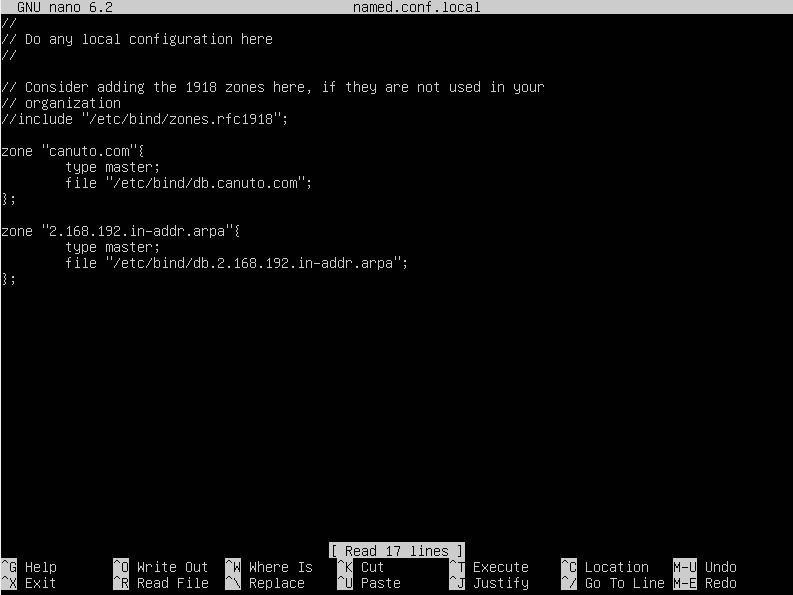 GNU nano 6.2 named.conf.local
//
// Do any local configuration here
//
// Consider adding the 1918 zones here, if they are not used in your
// organization
//include "/etc/bind/zones.rfc1918";
zone "canuto.com"{
type master;
file "/etc/bind/db.canuto.com";
};
zone "2.168.192.in-addr.arpa"{
type master;
file "/etc/bind/db.2.168.192.in-addr.arpa";
};
[ Read 17 lines ]
^G Help ^O Write Out ^W Where Is ^K Cut ^T Execute ^C Location M-U Undo
^X Exit ^R Read File ^\ Replace ^U Paste ^J Justify ^/ Go To Line M-E Redo